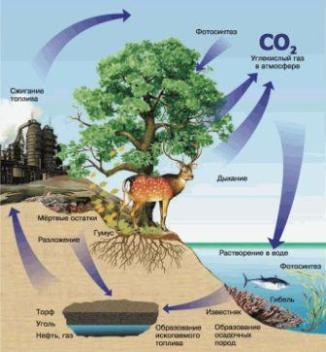 Фотосинтез
CO2
Углекислый газ
в атмосфере
Сжигание
топлива
Дыхание
Мёртвые остатки
Гумус
Разложение
Растворение в воде
Фотосинтез
Гибель
Торф
Уголь
Нефть, газ
Образование
ископаемого
топлива
Известняк
Образование
осадочных
пород